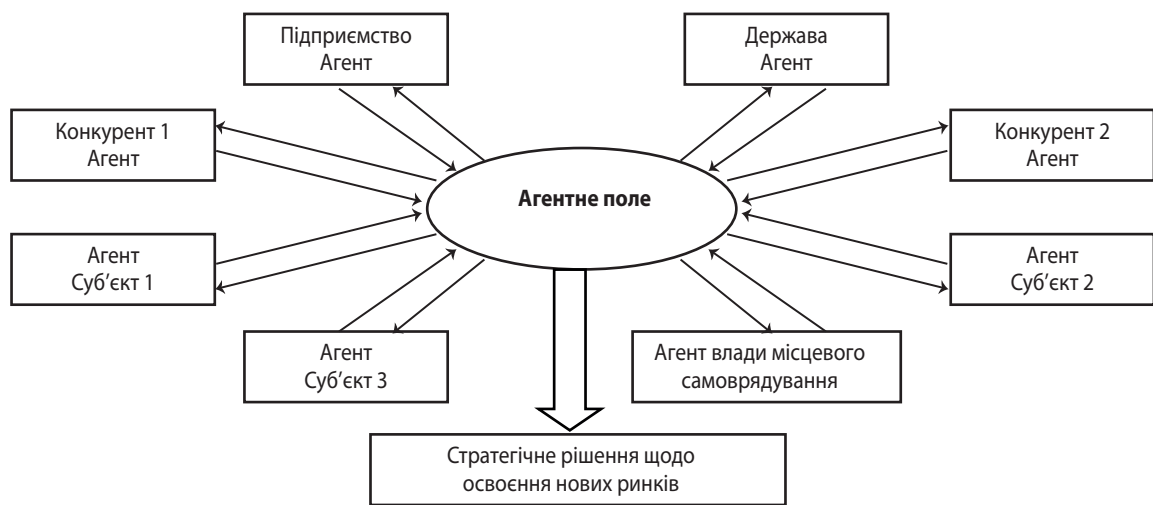 Підприємство
Агент
Держава
Агент
Конкурент 1
Агент
Конкурент 2
Агент
Агентне поле
Агент
Суб’єкт 1
Агент
Суб’єкт 2
Агент
Суб’єкт 3
Агент влади місцевого
самоврядування
Стратегічне рішення щодо
освоєння нових ринків